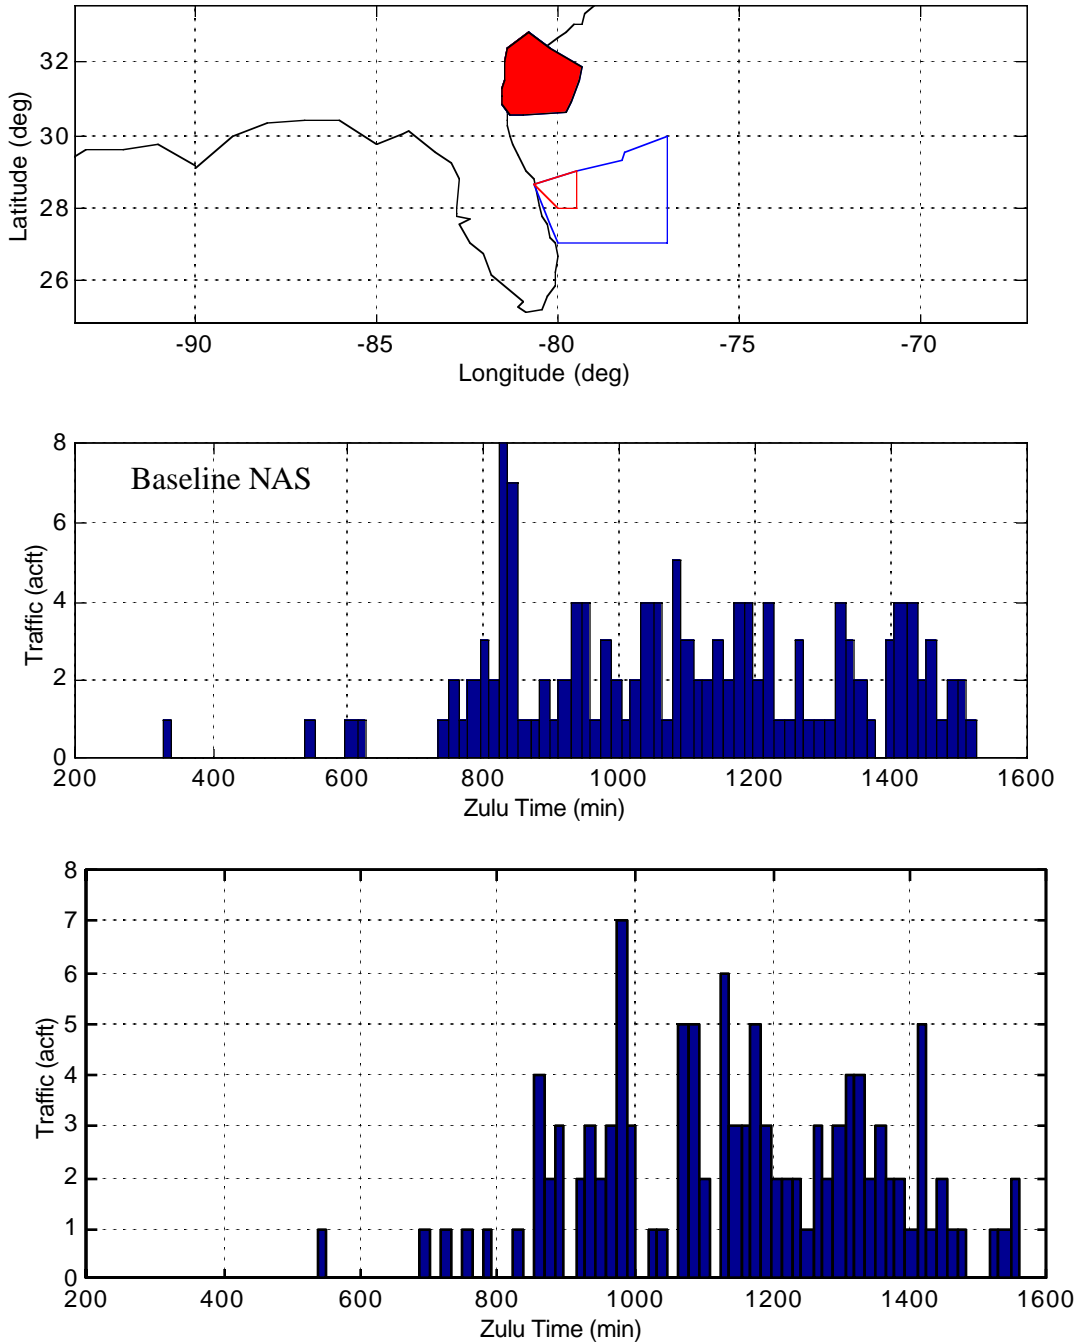 32
30
28
26
Latitude (deg)
-90 -85 -80 -75 -70
Longitude (deg)
8
6
4
2
0
Traffic (acft)
Baseline NAS
200 400 600 800 1000 1200 1400 1600
Zulu Time (min)
8
7
6
5
4
3
2
1
0
Traffic (acft)
200 400 600 800 1000 1200 1400 1600
Zulu Time (min)